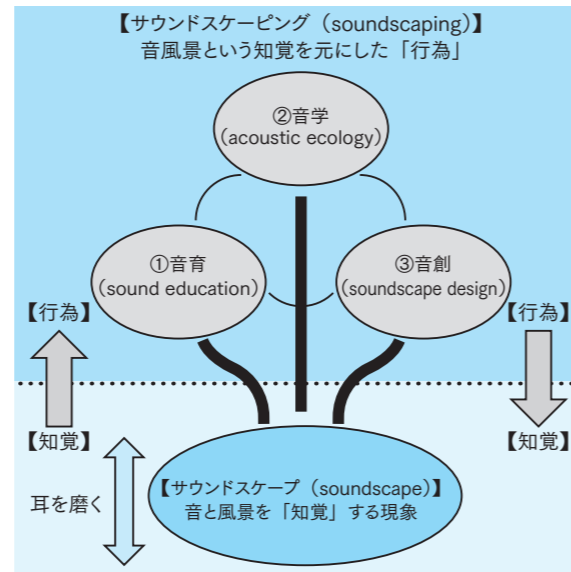 【サウンドスケーピング（soundscaping）】
音風景という知覚を元にした「行為」
②音学
(acoustic ecology)
①音育
(sound education)
③音創
(soundscape design)
【行為】
【行為】
【知覚】
【知覚】
耳を磨く
【サウンドスケープ（soundscape）】
音と風景を「知覚」する現象